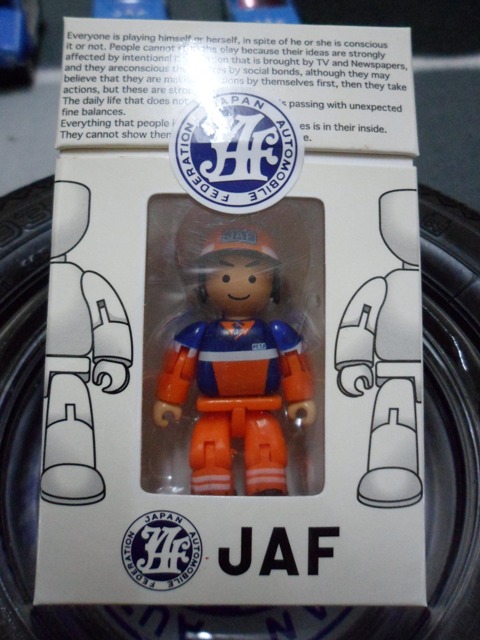 Everyone is playing himself or herself, in spite of he or she is conscious
it or not. People cannot the play because their ideas are strongly
affected by intentional that is brought by TV and Newspapers,
and they areconscious by social bonds, although they may
believe that they are by themselves first, then they take
actions, but these are
The daily life that does not is passing with unexpected
fine balances.
Everything that people es is in their inside.
They cannot show e.
JAPAN AUTOMOBILE FEDERATION
JAF
JAF
JAPAN AUTOMOBILE FEDERATION
JAF
JAF